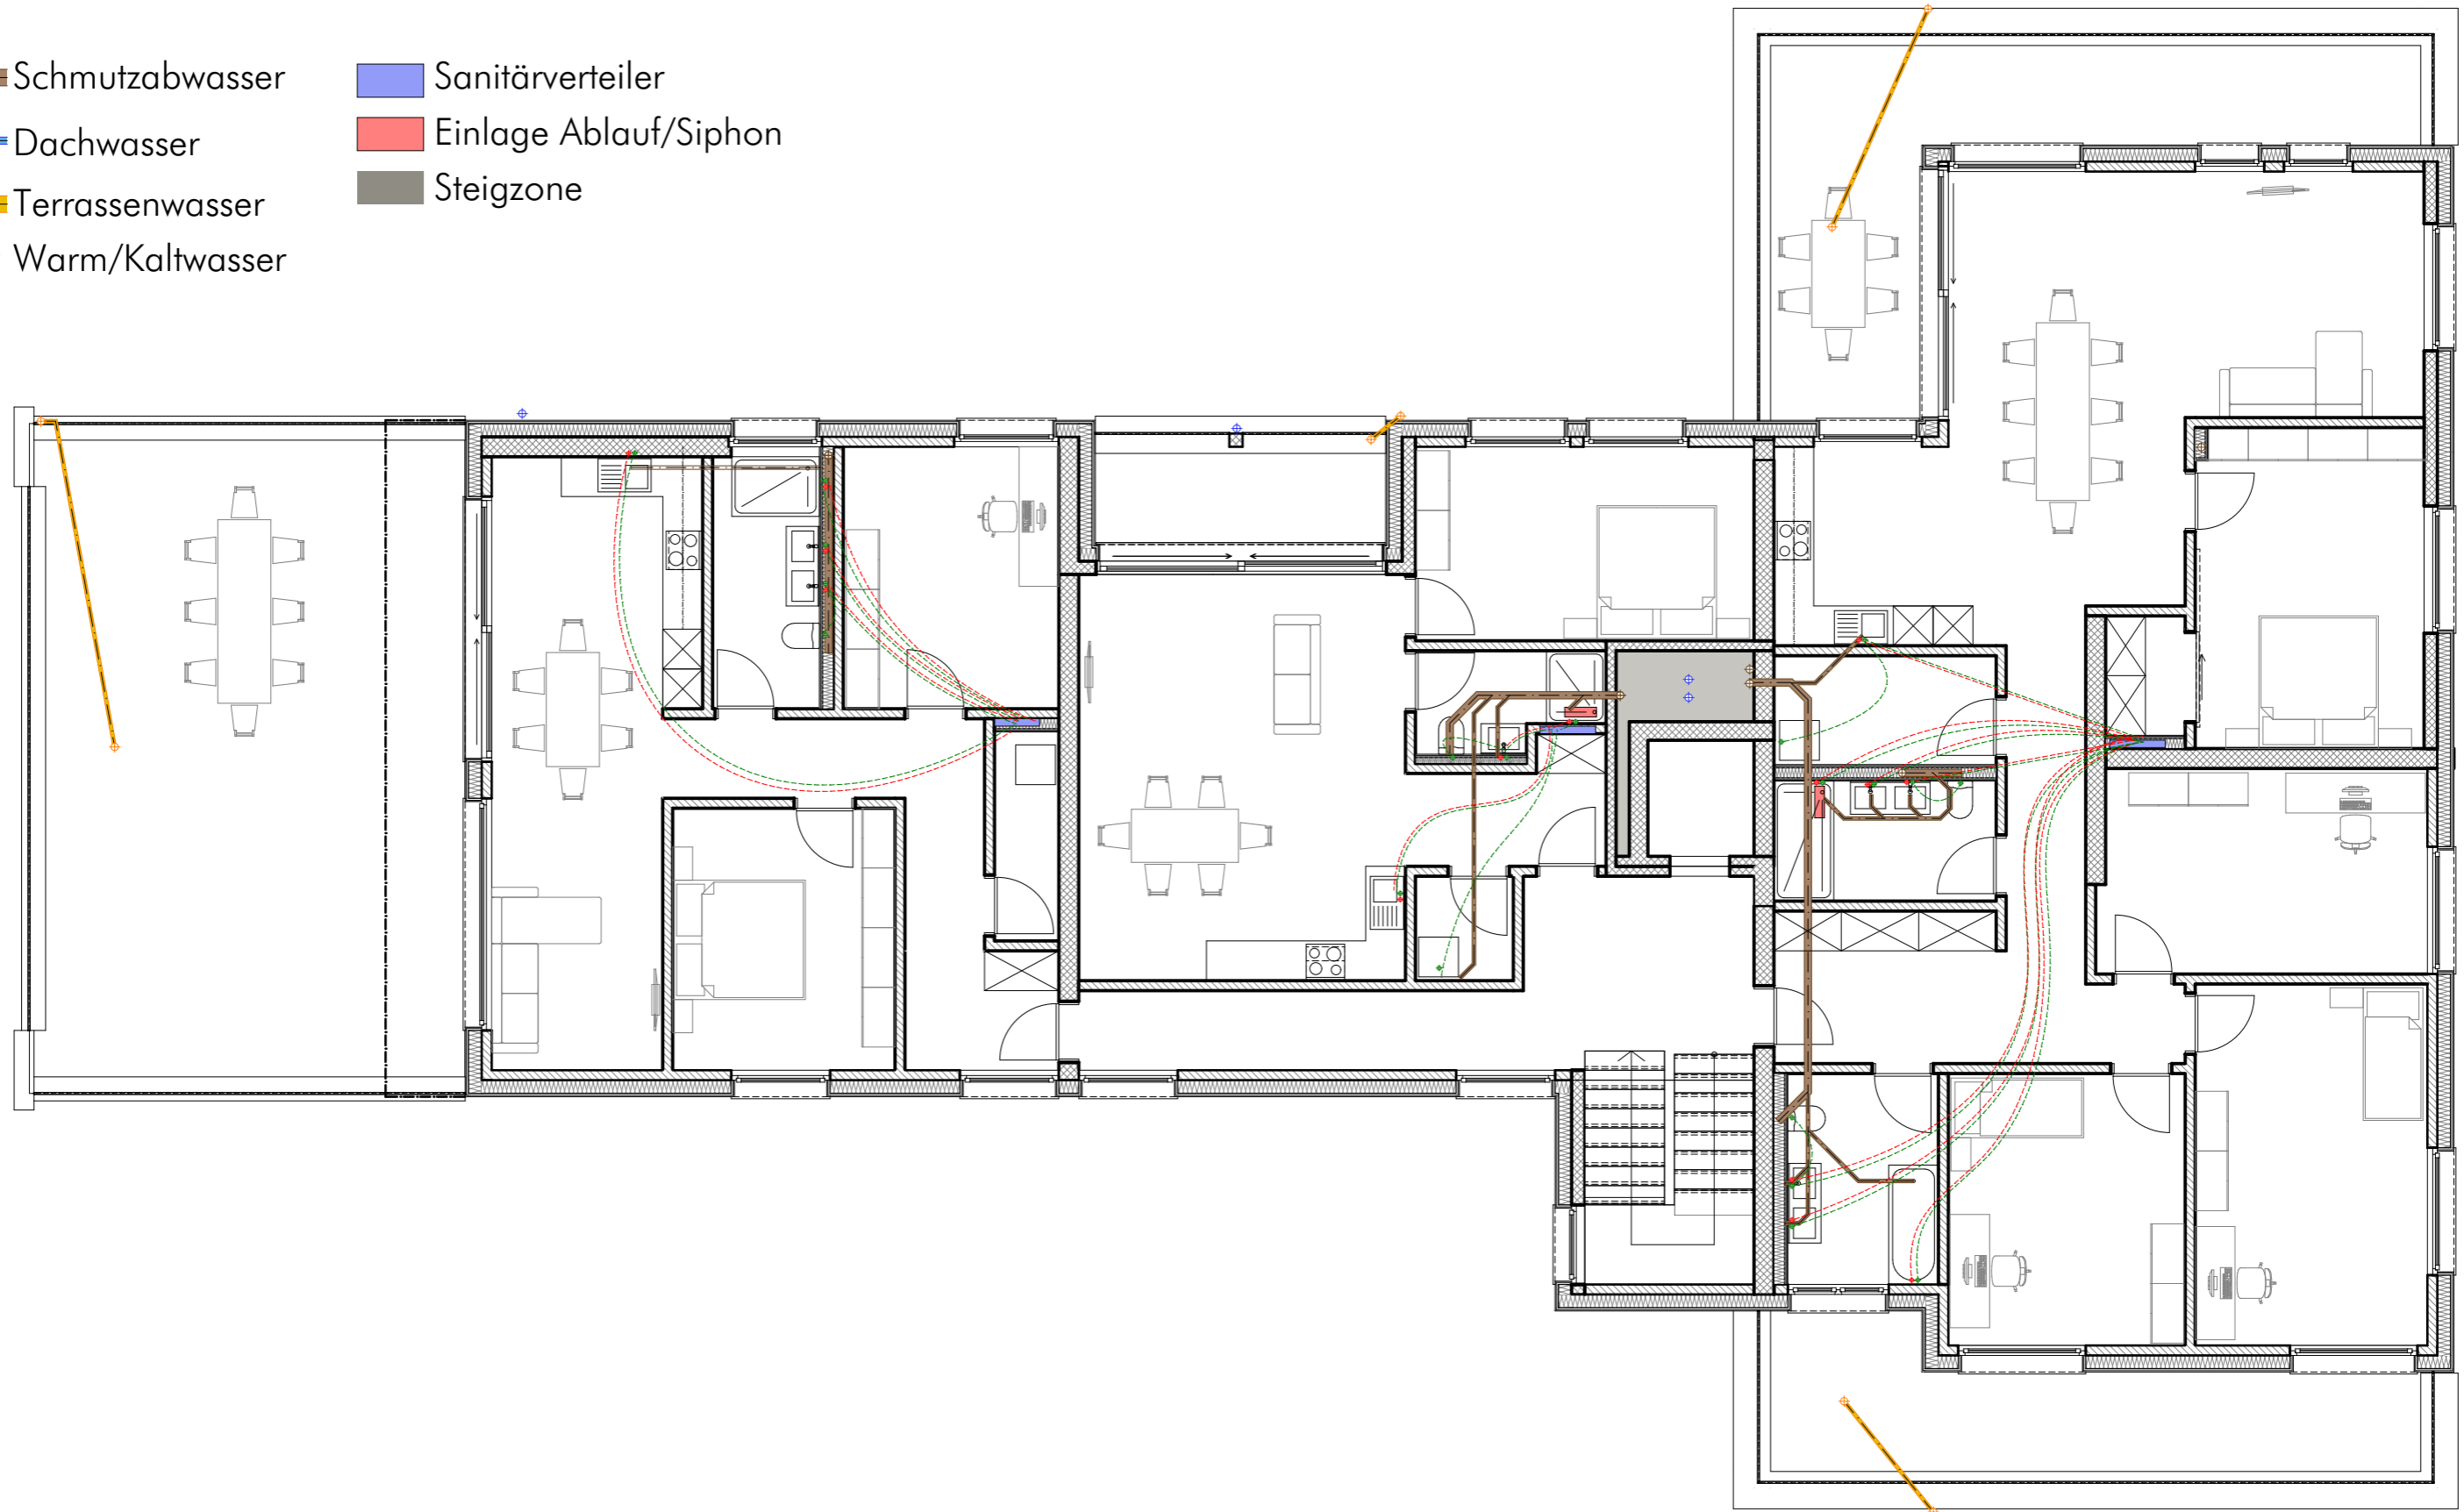 Schmutzabwasser
Dachwasser
Terrassenwasser
Warm/Kaltwasser
Sanitärverteiler
Einlage Ablauf/Siphon
Steigzone